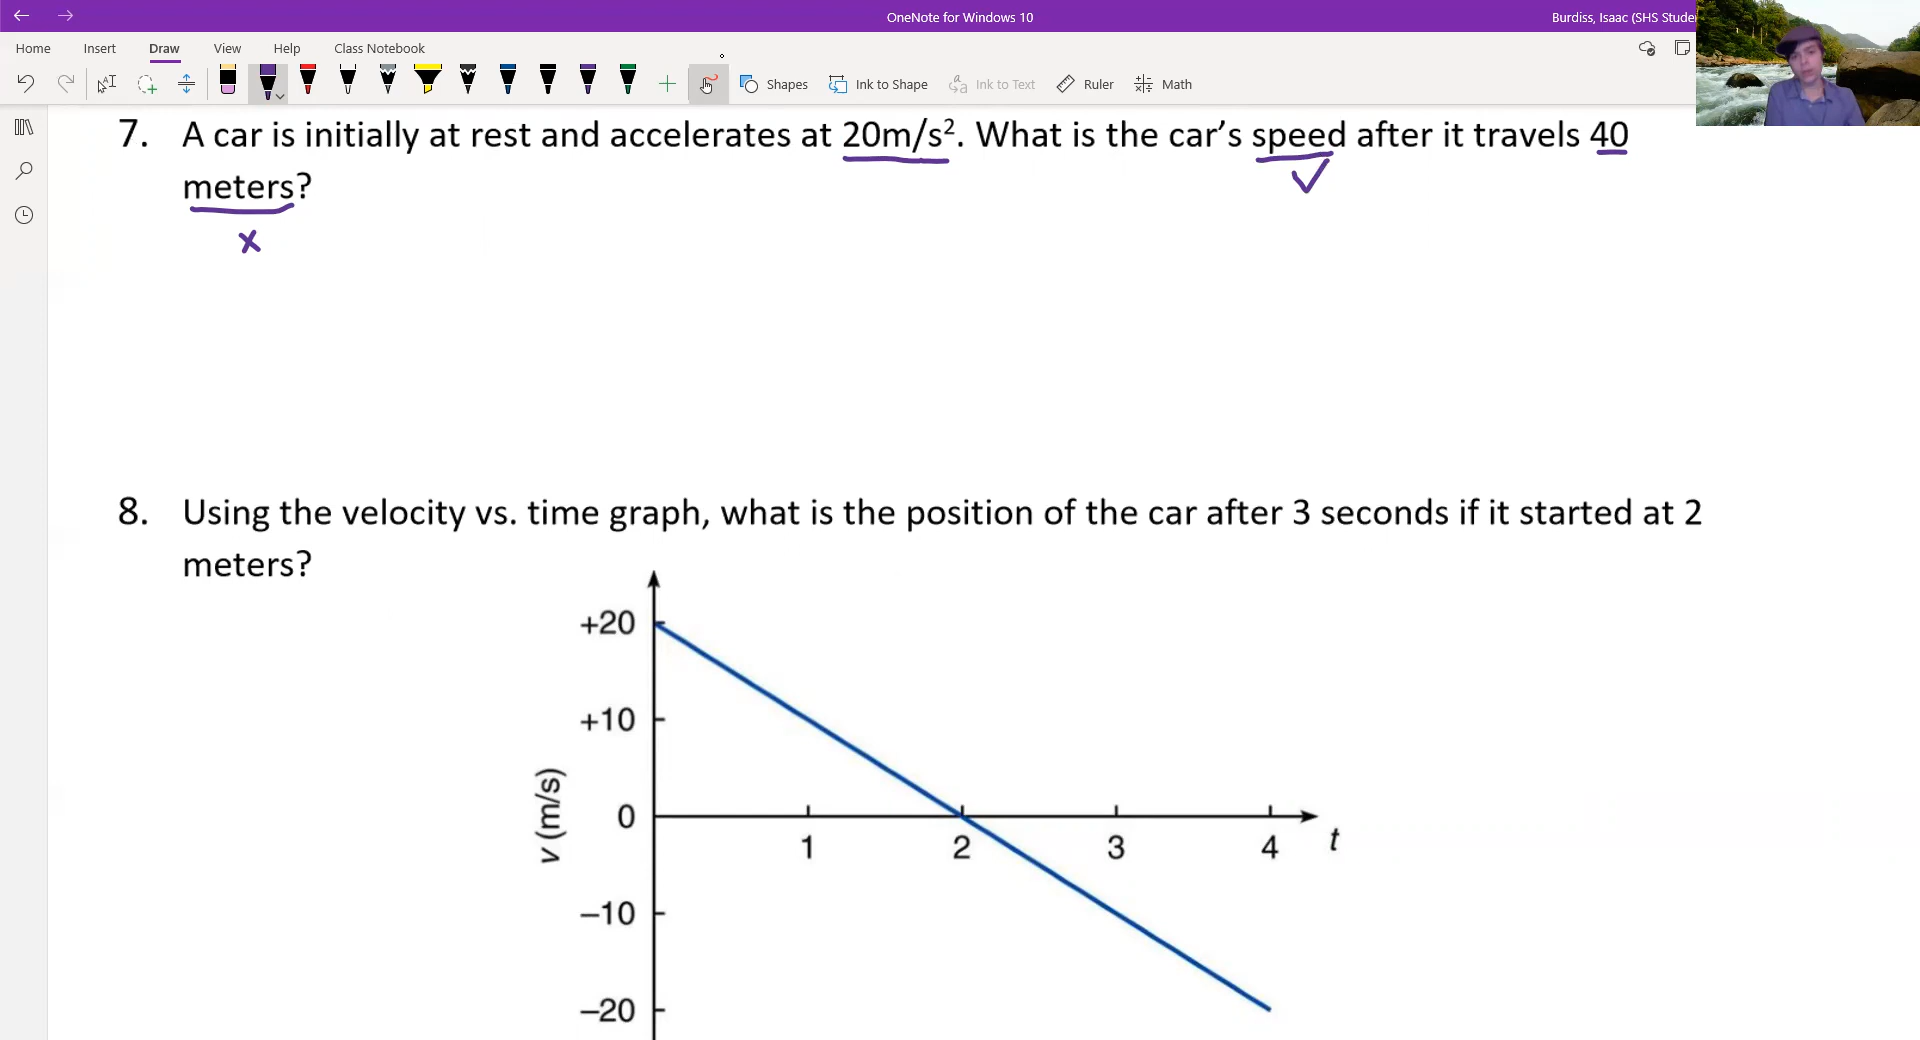 OneNote for Windows 10
Burdiss, Isaac (SHS Stude
Home Insert Draw View Help Class Notebook
Shapes Ink to Shape Ink to Text Ruler Math
7. A car is initially at rest and accelerates at 20m/s². What is the car’s speed after it travels 40
meters?
x
8. Using the velocity vs. time graph, what is the position of the car after 3 seconds if it started at 2
meters?
+20
+10
0
–10
–20
v (m/s)
1 2 3 4 t